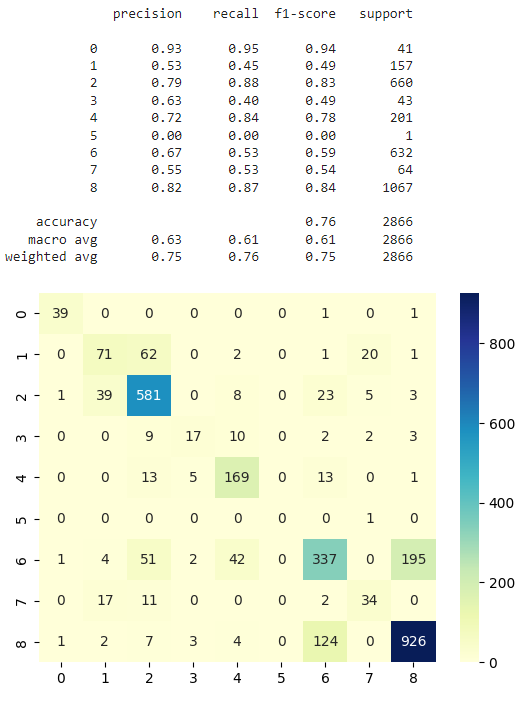 precision recall f1-score support
0 0.93 0.95 0.94 41
1 0.53 0.45 0.49 157
2 0.79 0.88 0.83 660
3 0.63 0.40 0.49 43
4 0.72 0.84 0.78 201
5 0.00 0.00 0.00 1
6 0.67 0.53 0.59 632
7 0.55 0.53 0.54 64
8 0.82 0.87 0.84 1067
accuracy 0.76 2866
macro avg 0.63 0.61 0.61 2866
weighted avg 0.75 0.76 0.75 2866
0 39 0 0 0 0 0 1 0 1
1 0 71 62 0 2 0 1 20 1
2 1 39 581 0 8 0 23 5 3
3 0 0 9 17 10 0 2 2 3
4 0 0 13 5 169 0 13 0 1
5 0 0 0 0 0 0 0 1 0
6 1 4 51 2 42 0 337 0 195
7 0 17 11 0 0 0 2 34 0
8 1 2 7 3 4 0 124 0 926
0 1 2 3 4 5 6 7 8
800
600
400
200
0